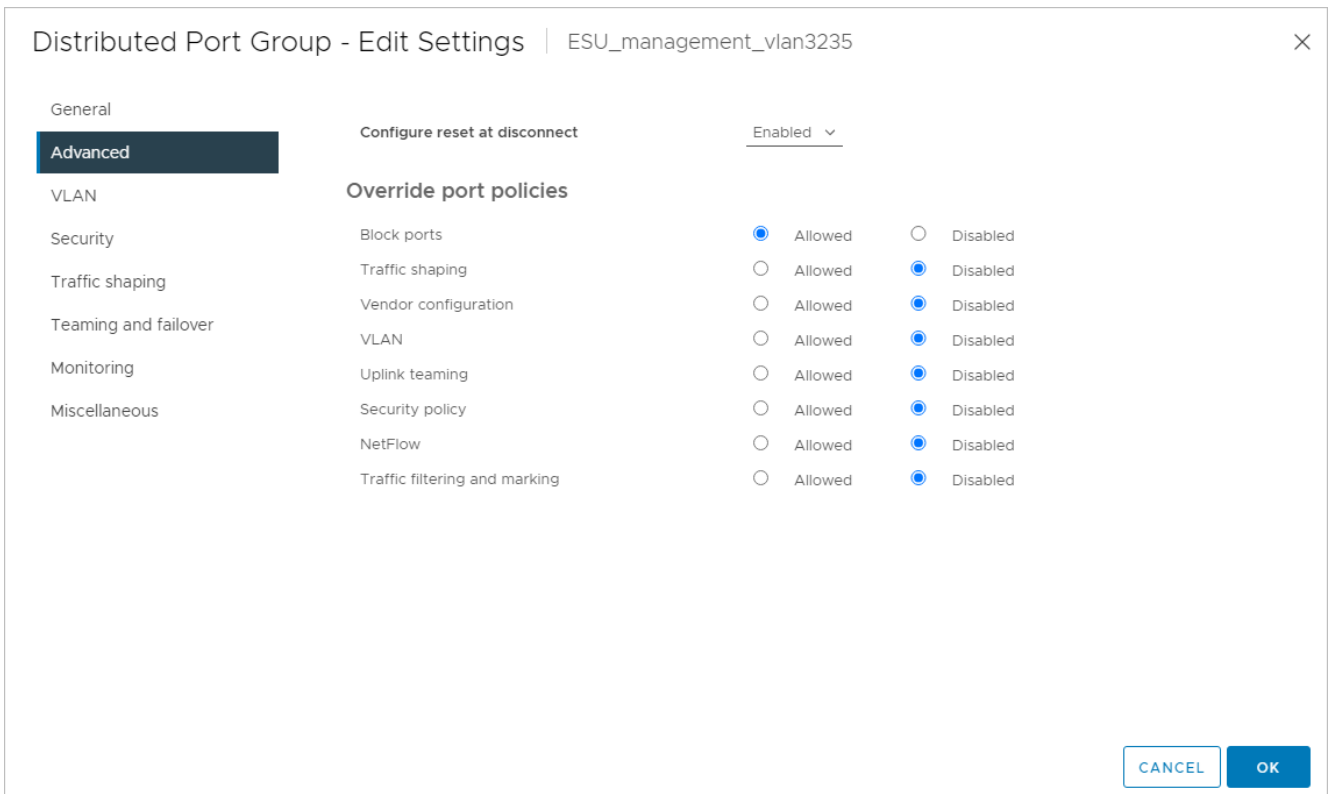 Distributed Port Group - Edit Settings ESU_management_vlan3235
General
Advanced
VLAN
Security
Traffic shaping
Teaming and failover
Monitoring
Miscellaneous
Configure reset at disconnect Enabled
Override port policies
Block ports Allowed Disabled
Traffic shaping Allowed Disabled
Vendor configuration Allowed Disabled
VLAN Allowed Disabled
Uplink teaming Allowed Disabled
Security policy Allowed Disabled
NetFlow Allowed Disabled
Traffic filtering and marking Allowed Disabled
CANCEL OK